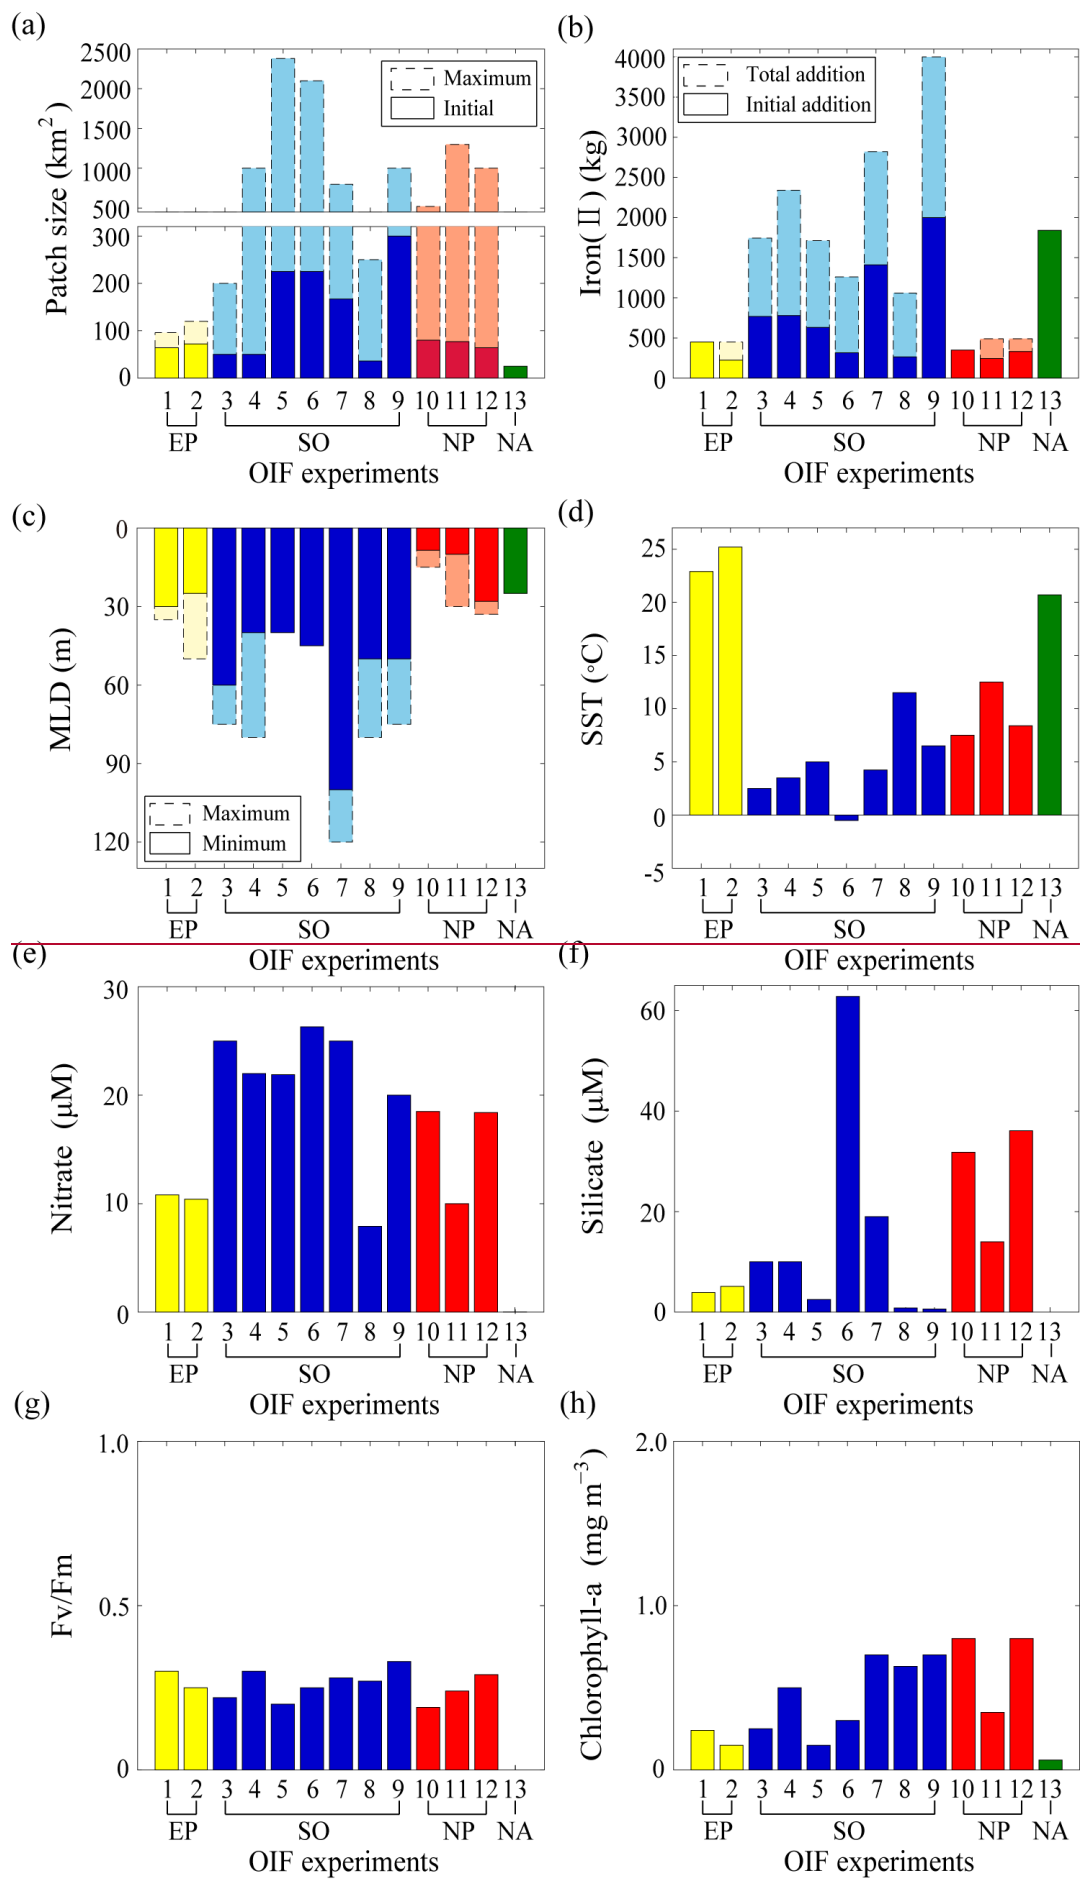 (a)
Patch size (km²)
2500
2000
1500
1000
500
300
200
100
0
Maximum
Initial
1 2 3 4 5 6 7 8 9 10 11 12 13
EP SO NP NA
OIF experiments
(b)
Iron(Ⅱ) (kg)
4000
3500
3000
2500
2000
1500
1000
500
0
Total addition
Initial addition
1 2 3 4 5 6 7 8 9 10 11 12 13
EP SO NP NA
OIF experiments
(c)
MLD (m)
0
30
60
90
120
Maximum
Minimum
1 2 3 4 5 6 7 8 9 10 11 12 13
EP SO NP NA
OIF experiments
(d)
SST (°C)
25
20
15
10
5
0
-5
1 2 3 4 5 6 7 8 9 10 11 12 13
EP SO NP NA
OIF experiments
(e)
Nitrate (μM)
30
20
10
0
1 2 3 4 5 6 7 8 9 10 11 12 13
EP SO NP NA
OIF experiments
(f)
Silicate (μM)
60
40
20
0
1 2 3 4 5 6 7 8 9 10 11 12 13
EP SO NP NA
OIF experiments
(g)
Fv/Fm
1.0
0.5
0
1 2 3 4 5 6 7 8 9 10 11 12 13
EP SO NP NA
OIF experiments
(h)
Chlorophyll-a (mg m⁻³)
2.0
1.0
0
1 2 3 4 5 6 7 8 9 10 11 12 13
EP SO NP NA
OIF experiments